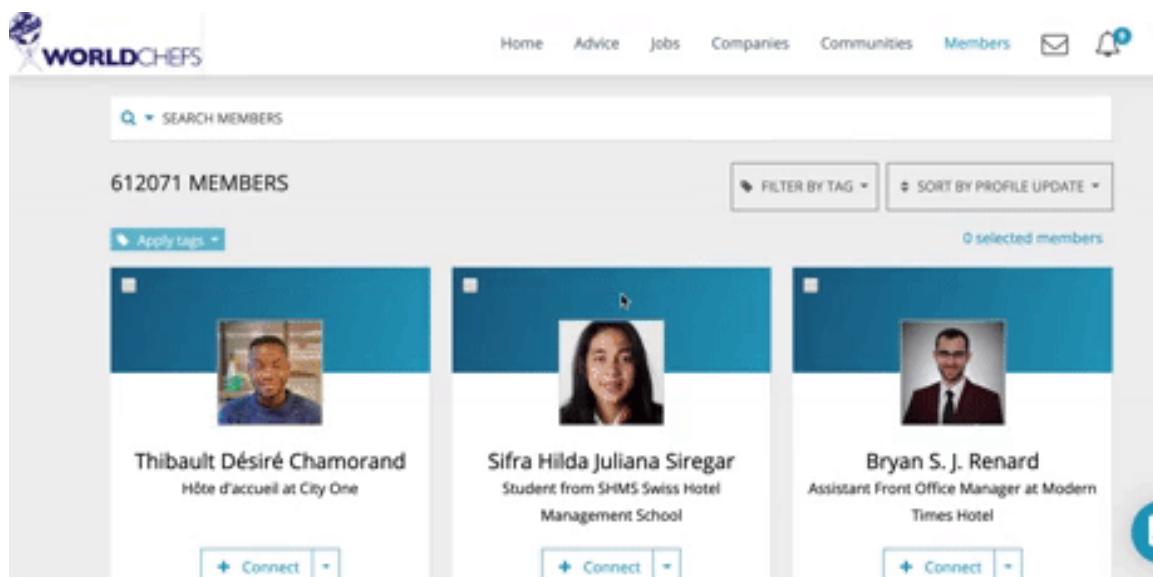 WORLDCHEFS
Home Advice Jobs Companies Communities Members
SEARCH MEMBERS
612071 MEMBERS
FILTER BY TAG
SORT BY PROFILE UPDATE
Apply tags
0 selected members
Thibault Désiré Chamorand
Hôte d'accueil at City One
+ Connect
Sifra Hilda Juliana Siregar
Student from SHMS Swiss Hotel
Management School
+ Connect
Bryan S. J. Renard
Assistant Front Office Manager at Modern
Times Hotel
+ Connect